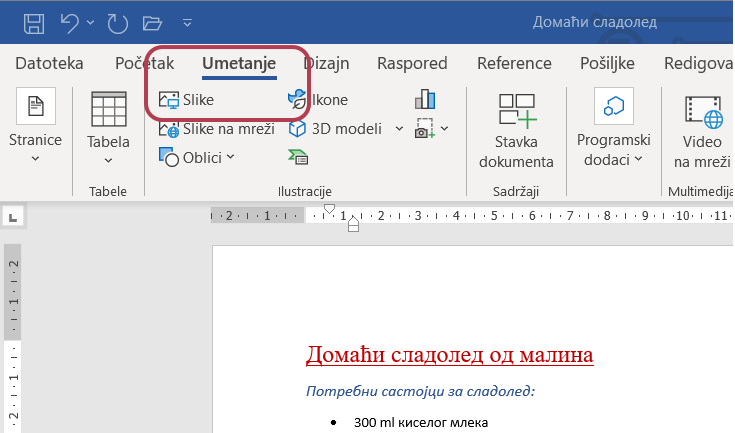 Домаћи сладолед
Datoteka Početak Umetanje Dizajn Raspored Reference Pošiljke Redigova
Stranice
Tabela
Slike
Slike na mreži
Oblici
Ikone
3D modeli
Stavka
dokumenta
Programski
dodaci
Video
na mreži
Tabele Ilustracije Sadržaji Multimedija
L
2 1 1 2 3 4 5 6 7 8 9 10 11
2
1
1
2
Домаћи сладолед од малина
Потребни састојци за сладолед:
• 300 ml киселог млека